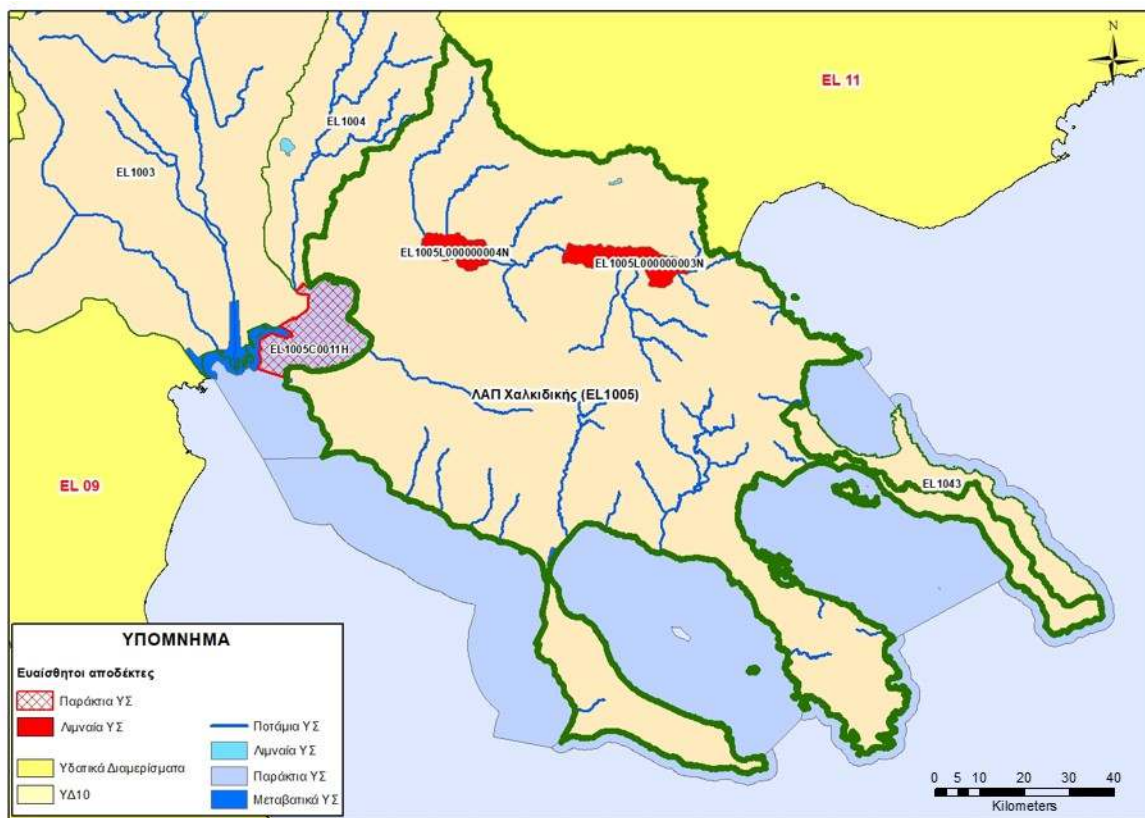 N
EL 11
EL1004
EL1003
EL1005L000000004N
EL1005L000000003N
EL1005C0011H
ΛΑΠ Χαλκιδικής (EL1005)
EL 09
EL1043
ΥΠΟΜΝΗΜΑ
Ευαίσθητοι αποδέκτες
Παράκτια ΥΣ
Λιμναία ΥΣ
Υδατικά Διαμερίσματα
ΥΔ10
Ποτάμια ΥΣ
Λιμναία ΥΣ
Παράκτια ΥΣ
Μεταβατικά ΥΣ
0 5 10 20 30 40
Kilometers